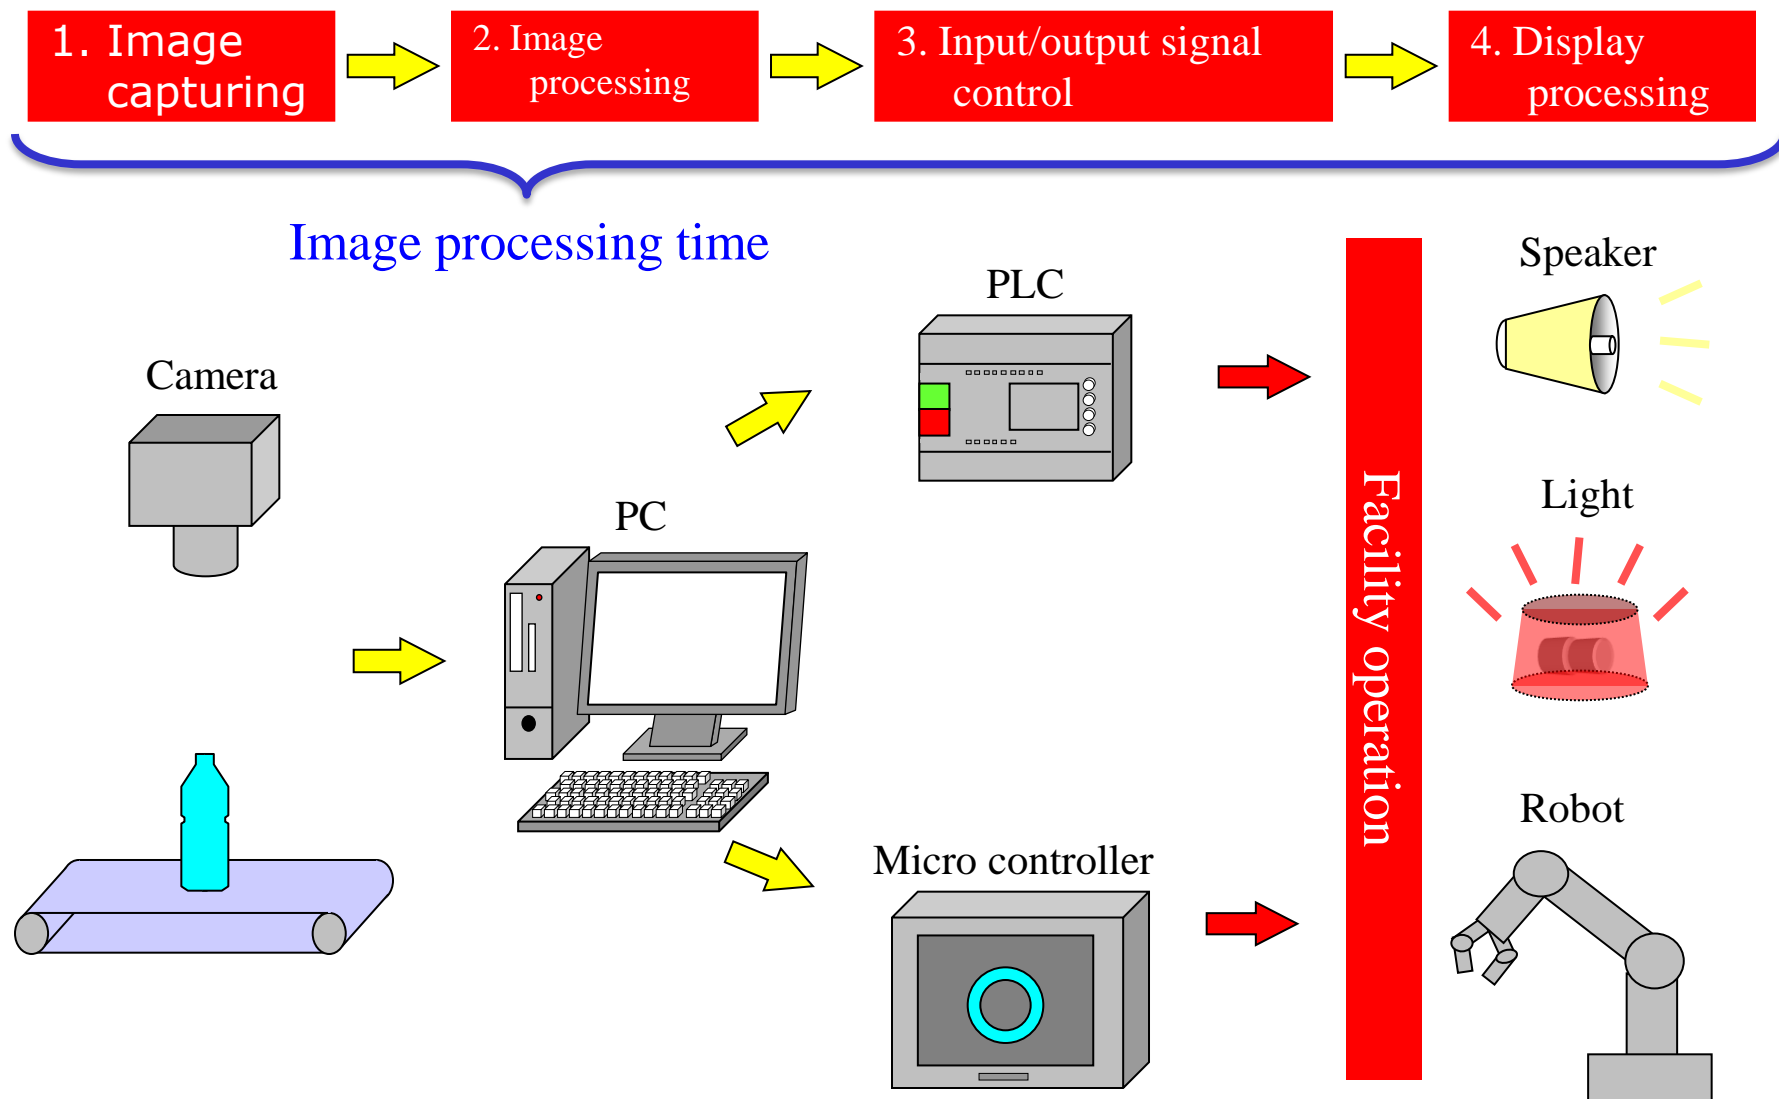 1. Image
capturing
2. Image
processing
3. Input/output signal
control
4. Display
processing
Image processing time
Camera
PC
PLC
Micro controller
Facility operation
Speaker
Light
Robot